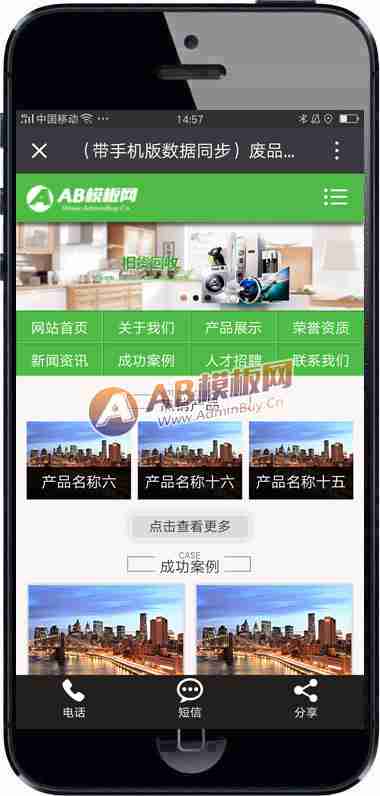 中国移动
14:57
（带手机版数据同步）废品...
AB模板网
Www.AdminBuy.Cn
旧货回收
网站首页 关于我们 产品展示 荣誉资质
新闻资讯 成功案例 人才招聘 联系我们
AB模板网
Www.AdminBuy.Cn
产品名称六 产品名称十六 产品名称十五
点击查看更多
CASE
成功案例
电话 短信 分享